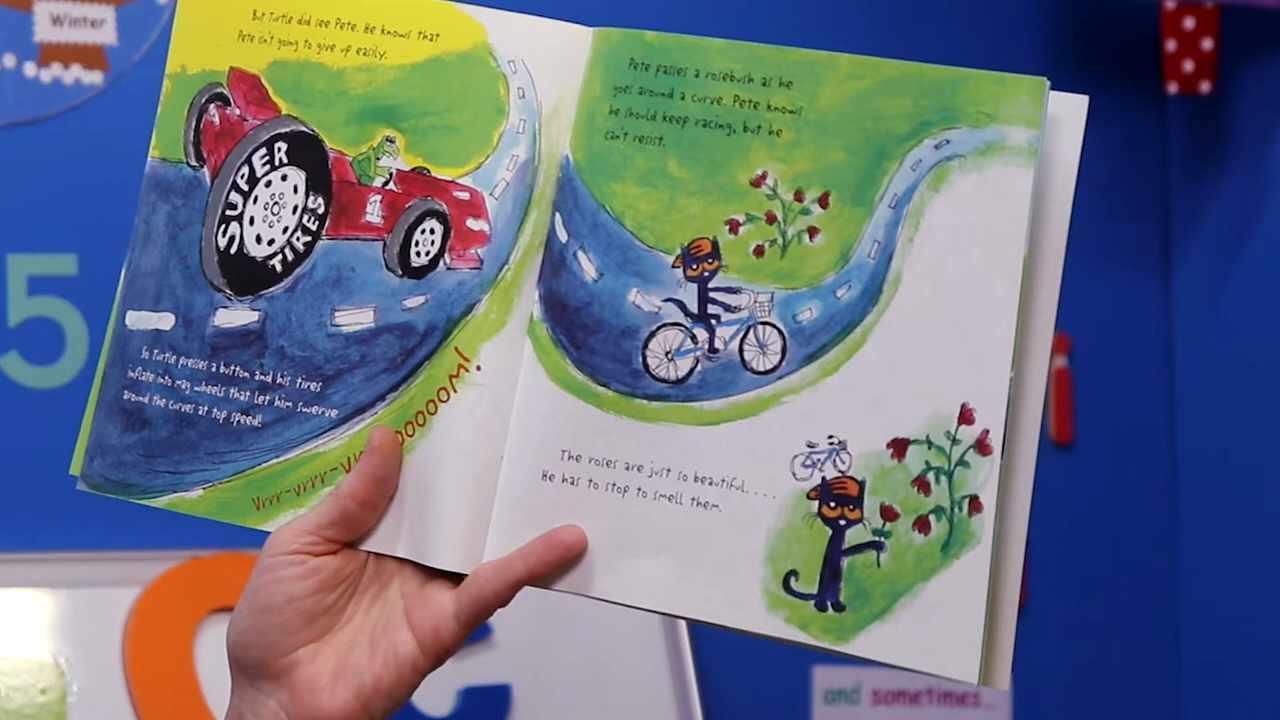 Winter
5
But Turtle did see Pete. He knows that
Pete isn't going to give up easily.
SUPER
TIRES
1
So Turtle presses a button and his tires
inflate into mag wheels that let him swerve
around the curves at top speed!
Vrrr-vrrr-v
ooooom!
Pete passes a rosebush as he
goes around a curve. Pete knows
he should keep racing, but he
can't resist.
The roses are just so beautiful. . . .
He has to stop to smell them.
and sometimes...